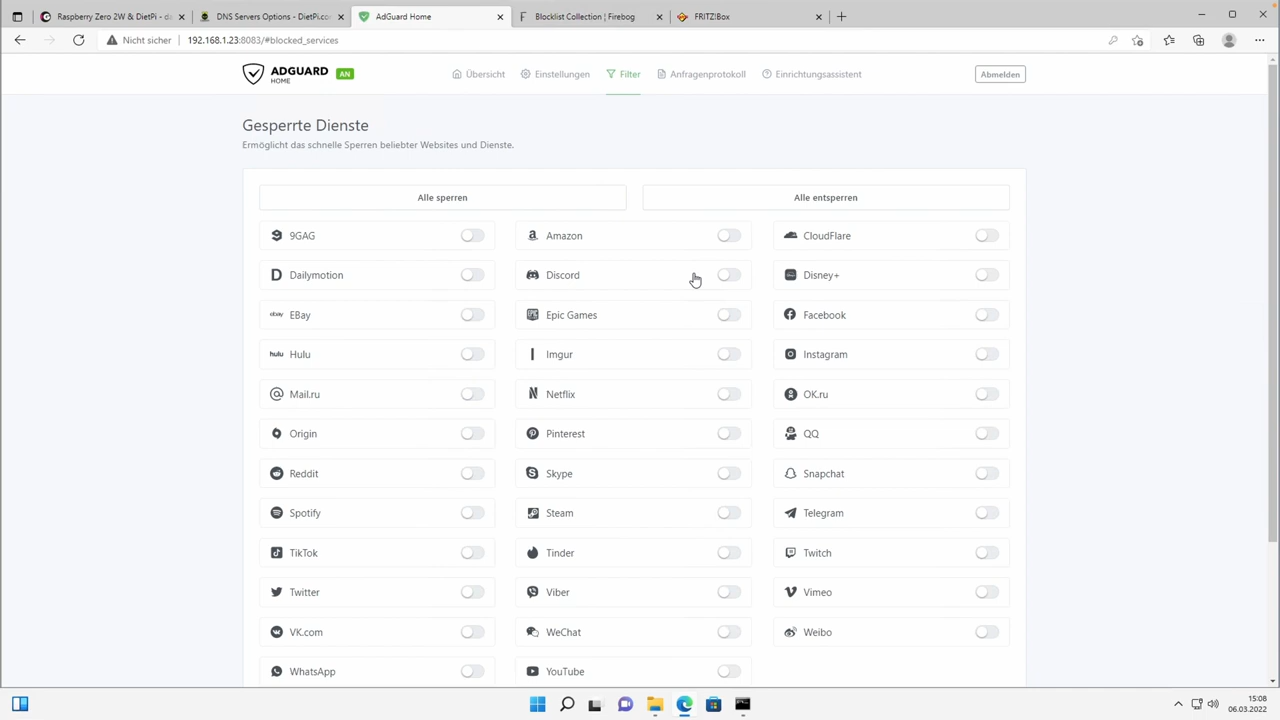 Raspberry Zero 2W & DietPi - da
DNS Servers Options - DietPi.co
AdGuard Home
Blocklist Collection | Firebog
FRITZ!Box
Nicht sicher
192.168.1.23:8083/#blocked_services
ADGUARD
HOME
AN
Übersicht
Einstellungen
Filter
Anfragenprotokoll
Einrichtungsassistent
Abmelden
Gesperrte Dienste
Ermöglicht das schnelle Sperren beliebter Websites und Dienste.
Alle sperren
Alle entsperren
9GAG
Amazon
CloudFlare
Dailymotion
Discord
Disney+
ebay EBay
Epic Games
Facebook
hulu Hulu
Imgur
Instagram
Mail.ru
Netflix
OK.ru
Origin
Pinterest
QQ
Reddit
Skype
Snapchat
Spotify
Steam
Telegram
TikTok
Tinder
Twitch
Twitter
Viber
Vimeo
VK.com
WeChat
Weibo
WhatsApp
YouTube
15:08
06.03.2022